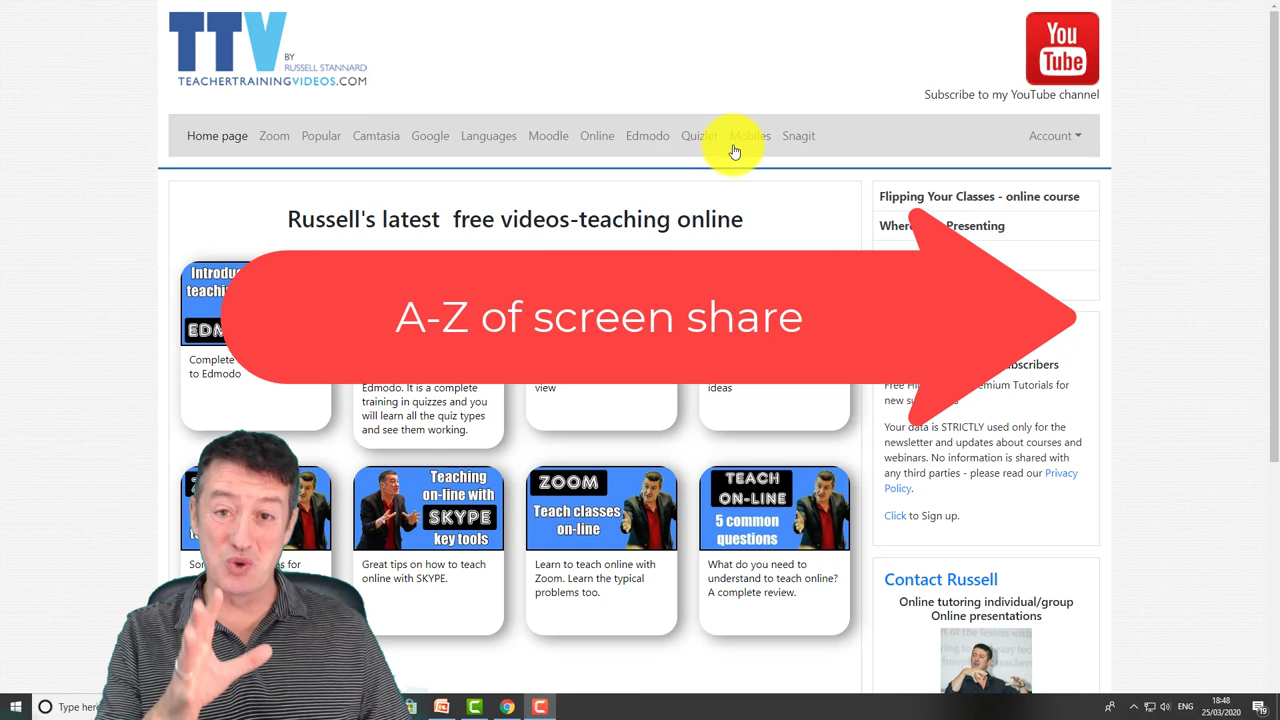 TTV
BY
RUSSELL STANNARD
TEACHERTRAININGVIDEOS.COM
You
Tube
Subscribe to my YouTube channel
Home page Zoom Popular Camtasia Google Languages Moodle Online Edmodo Quizlet Mobiles Snagit Account
Russell's latest free videos-teaching online
Flipping Your Classes - online course
Presenting
A-Z of screen share
Complete
to Edmodo
Edmodo. It is a complete
training in quizzes and you
will learn all the quiz types
and see them working.
view
ideas
Free
Premium Tutorials for
new
Your data is STRICTLY used only for the
newsletter and updates about courses and
webinars. No information is shared with
any third parties - please read our Privacy
Policy.
Click to Sign up.
Teaching
on-line with
SKYPE
key tools
Great tips on how to teach
online with SKYPE.
ZOOM
Teach classes
on-line
Learn to teach online with
Zoom. Learn the typical
problems too.
TEACH
ON-LINE
5 common
questions
What do you need to
understand to teach online?
A complete review.
for
Contact Russell
Online tutoring individual/group
Online presentations
Type here
ENG
18:48
25/03/2020
19